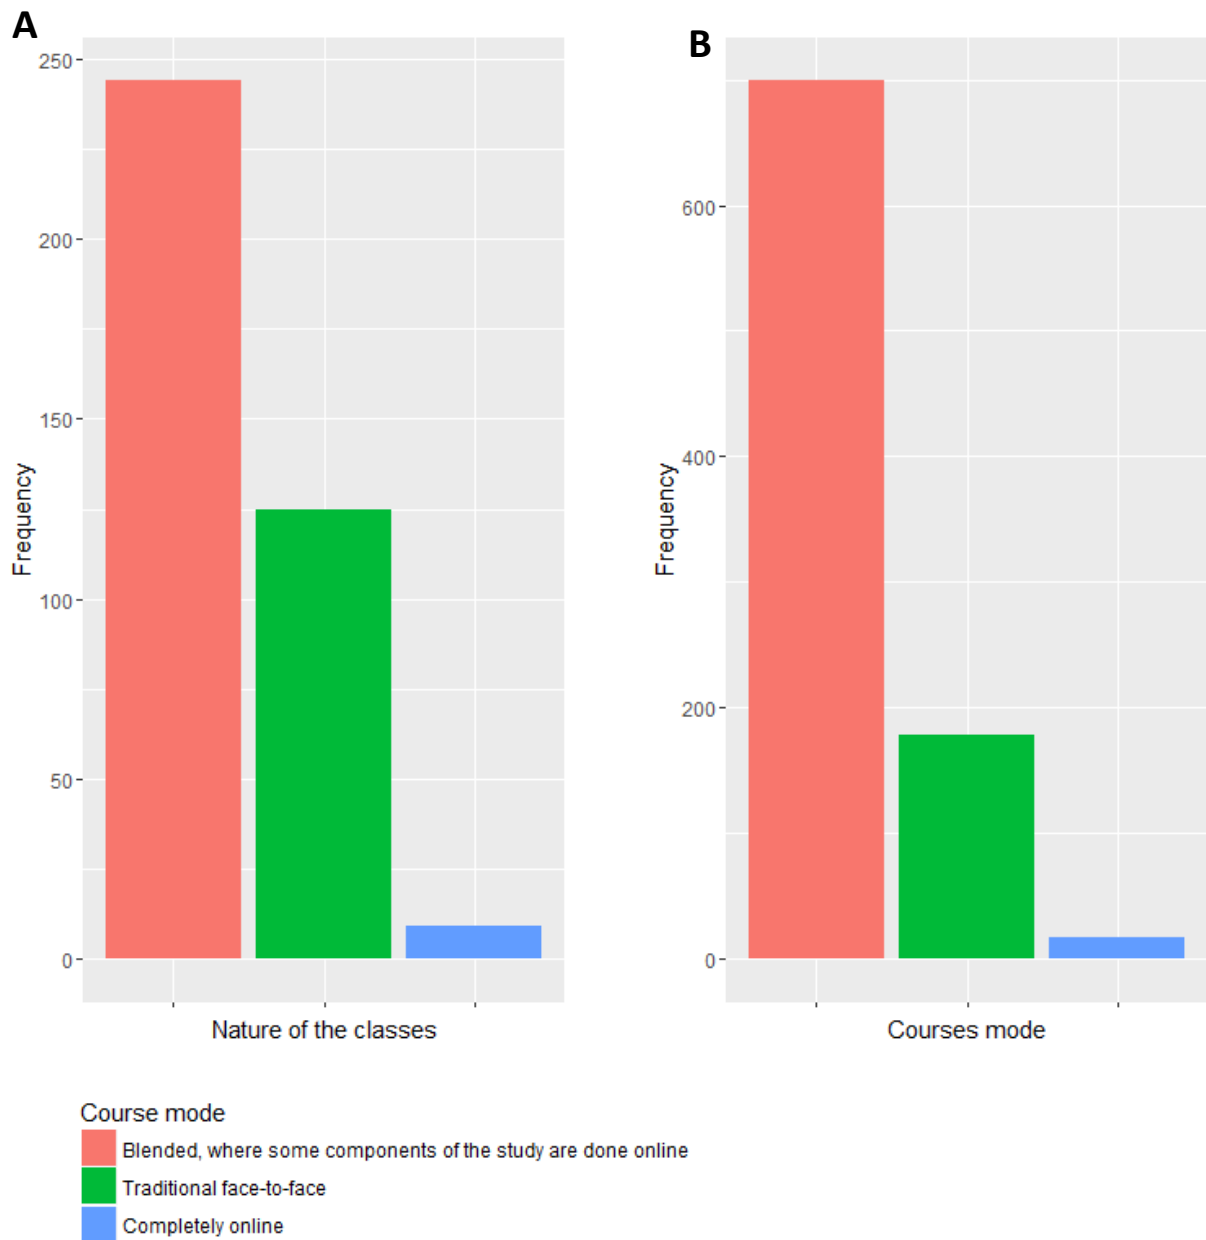 A
250
200
150
100
50
0
Frequency
Nature of the classes
B
600
400
200
0
Frequency
Courses mode
Course mode
Blended, where some components of the study are done online
Traditional face-to-face
Completely online